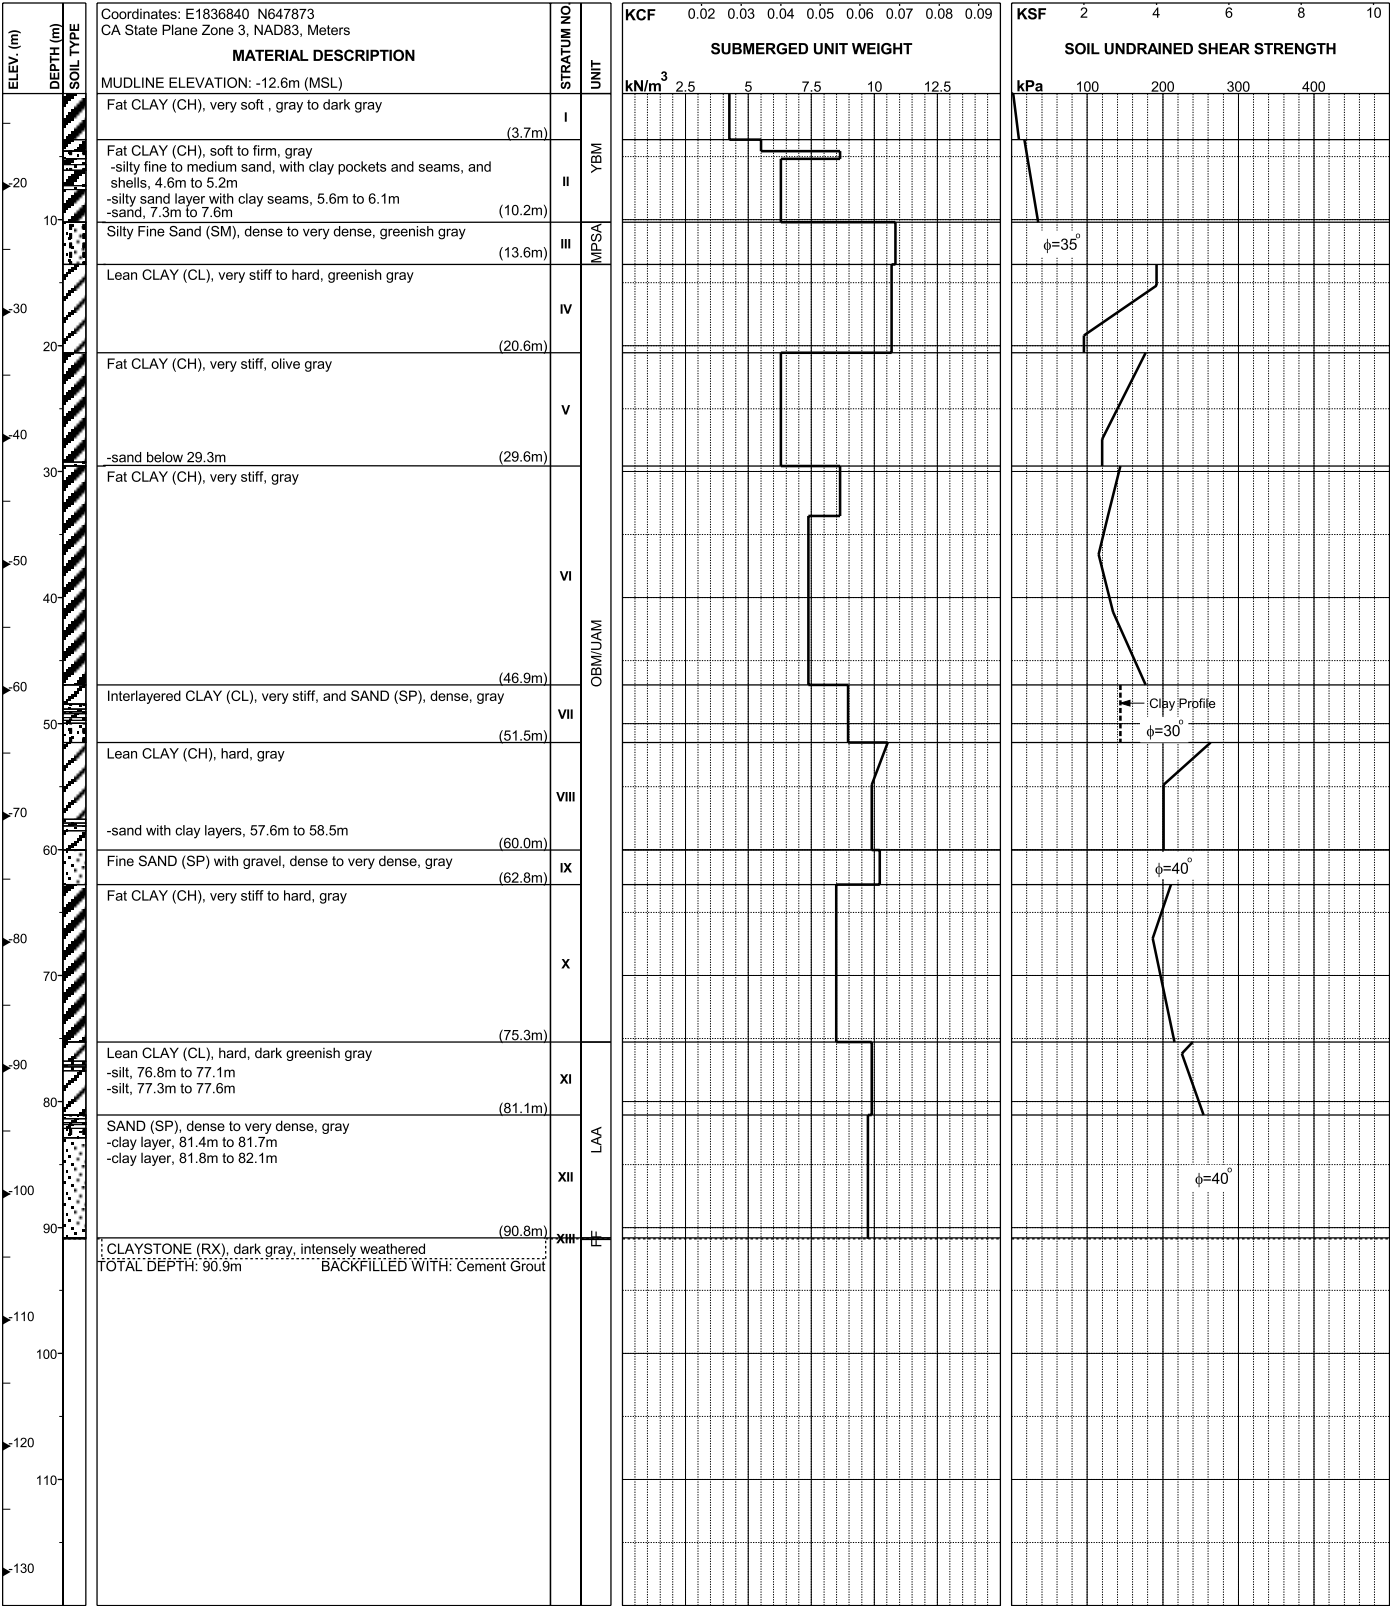 ELEV. (m)
DEPTH (m)
SOIL TYPE
Coordinates: E1836840 N647873
CA State Plane Zone 3, NAD83, Meters
MATERIAL DESCRIPTION
MUDLINE ELEVATION: -12.6m (MSL)
STRATUM NO.
UNIT
KCF 0.02 0.03 0.04 0.05 0.06 0.07 0.08 0.09
SUBMERGED UNIT WEIGHT
kN/m3 2.5 5 7.5 10 12.5
KSF 2 4 6 8 10
SOIL UNDRAINED SHEAR STRENGTH
kPa 100 200 300 400
Fat CLAY (CH), very soft , gray to dark gray
(3.7m)
I
Fat CLAY (CH), soft to firm, gray
-silty fine to medium sand, with clay pockets and seams, and
shells, 4.6m to 5.2m
-silty sand layer with clay seams, 5.6m to 6.1m
-sand, 7.3m to 7.6m
(10.2m)
II
YBM
-20
10
Silty Fine Sand (SM), dense to very dense, greenish gray
(13.6m)
III
MPSA
ϕ=35°
Lean CLAY (CL), very stiff to hard, greenish gray
(20.6m)
IV
-30
20
Fat CLAY (CH), very stiff, olive gray
-sand below 29.3m
(29.6m)
V
-40
30
Fat CLAY (CH), very stiff, gray
(46.9m)
VI
OBM/UAM
-50
40
-60
Interlayered CLAY (CL), very stiff, and SAND (SP), dense, gray
(51.5m)
VII
Clay Profile
ϕ=30°
50
Lean CLAY (CH), hard, gray
-sand with clay layers, 57.6m to 58.5m
(60.0m)
VIII
-70
60
Fine SAND (SP) with gravel, dense to very dense, gray
(62.8m)
IX
ϕ=40°
Fat CLAY (CH), very stiff to hard, gray
(75.3m)
X
-80
70
Lean CLAY (CL), hard, dark greenish gray
-silt, 76.8m to 77.1m
-silt, 77.3m to 77.6m
(81.1m)
XI
-90
80
SAND (SP), dense to very dense, gray
-clay layer, 81.4m to 81.7m
-clay layer, 81.8m to 82.1m
(90.8m)
XII
LAA
ϕ=40°
-100
90
XIII
FF
CLAYSTONE (RX), dark gray, intensely weathered
TOTAL DEPTH: 90.9m BACKFILLED WITH: Cement Grout
-110
100
-120
110
-130